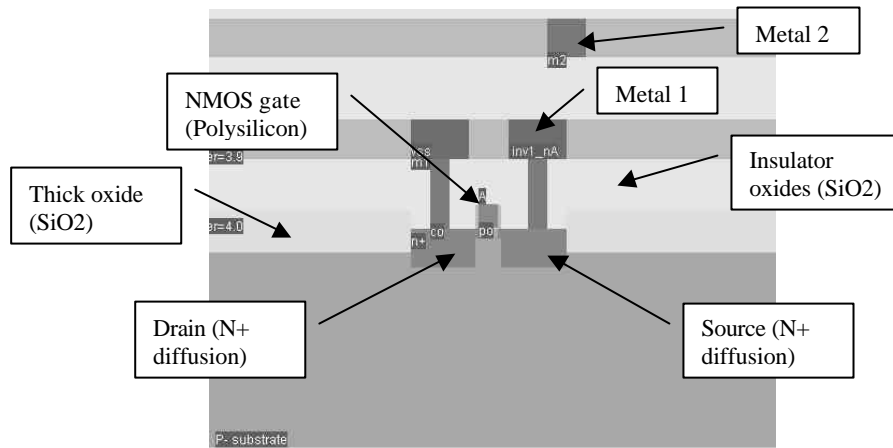 Metal 2
m2
NMOS gate
(Polysilicon)
Metal 1
vss
m1
inv1_nA
er=3.9
Insulator
oxides (SiO2)
Thick oxide
(SiO2)
A
er=4.0
co
po
n+
Drain (N+
diffusion)
Source (N+
diffusion)
P- substrate